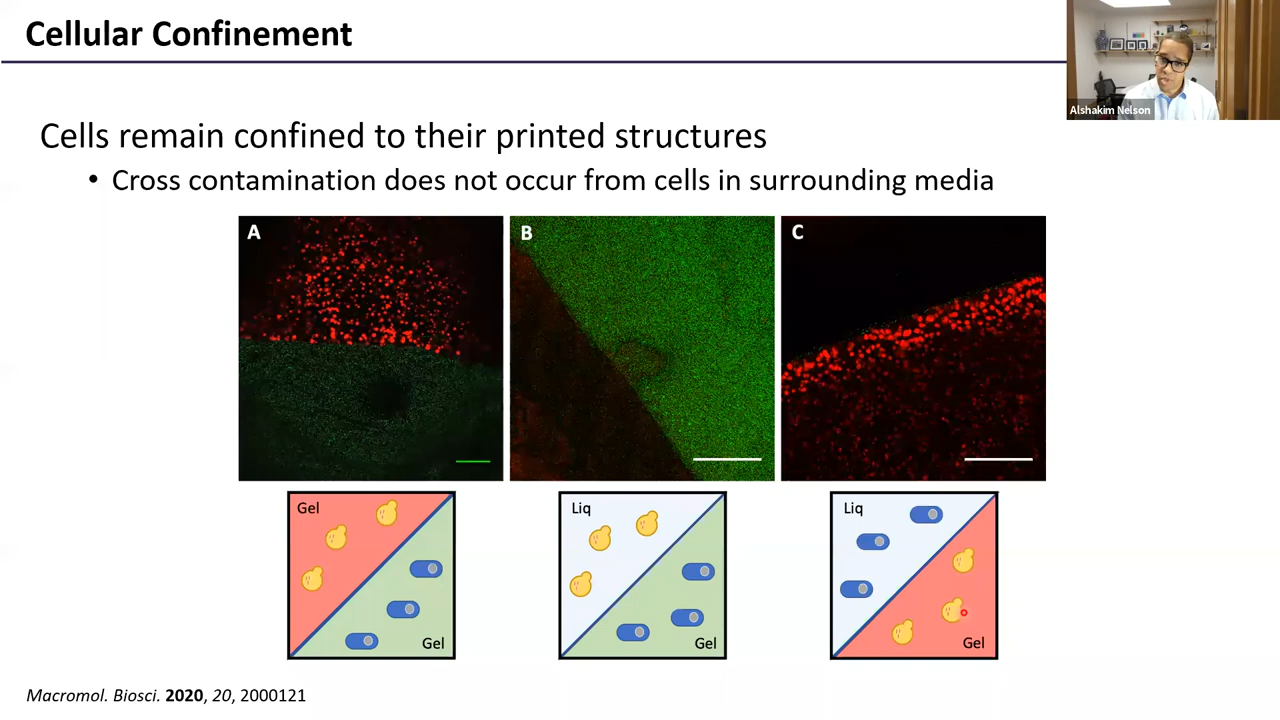 Cellular Confinement
Alshakim Nelson
Cells remain confined to their printed structures
• Cross contamination does not occur from cells in surrounding media
A
B
C
Gel
Gel
Liq
Gel
Liq
Gel
Macromol. Biosci. 2020, 20, 2000121